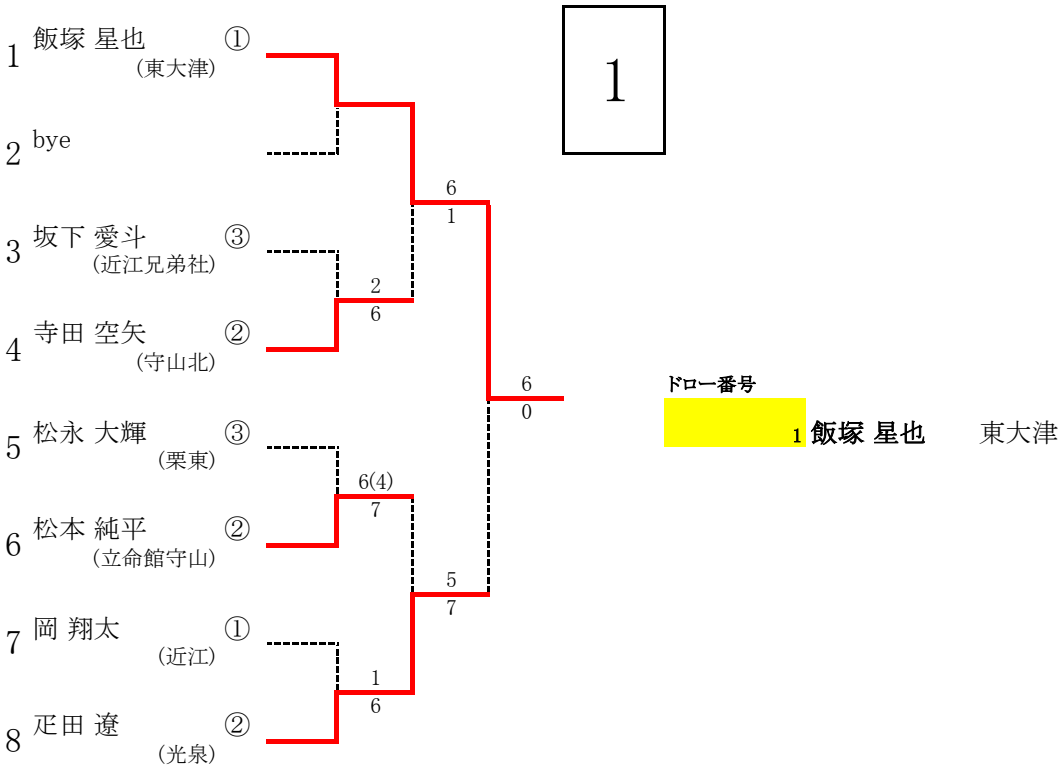 1
1 飯塚 星也 ①
(東大津)
2 bye
3 坂下 愛斗 ③
(近江兄弟社)
4 寺田 空矢 ②
(守山北)
5 松永 大輝 ③
(栗東)
6 松本 純平 ②
(立命館守山)
7 岡 翔太 ①
(近江)
8 疋田 遼 ②
(光泉)
2
6
6(4)
7
1
6
6
1
5
7
6
0
ドロー番号
1 飯塚 星也 東大津